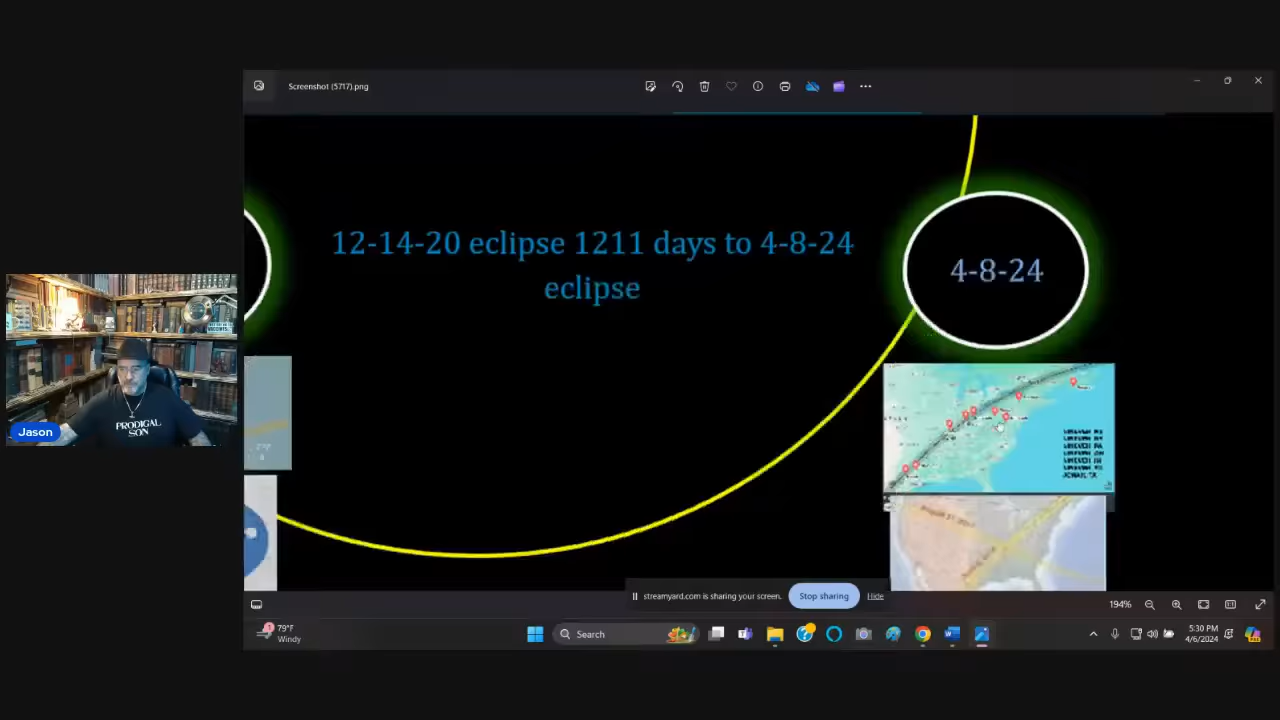 Screenshot (5717).png
12-14-20 eclipse 1211 days to 4-8-24
eclipse
4-8-24
PRODIGAL
SON
Jason
streamyard.com is sharing your screen.
Stop sharing
Hide
194%
1
79°F
Windy
Search
5:30 PM
4/6/2024